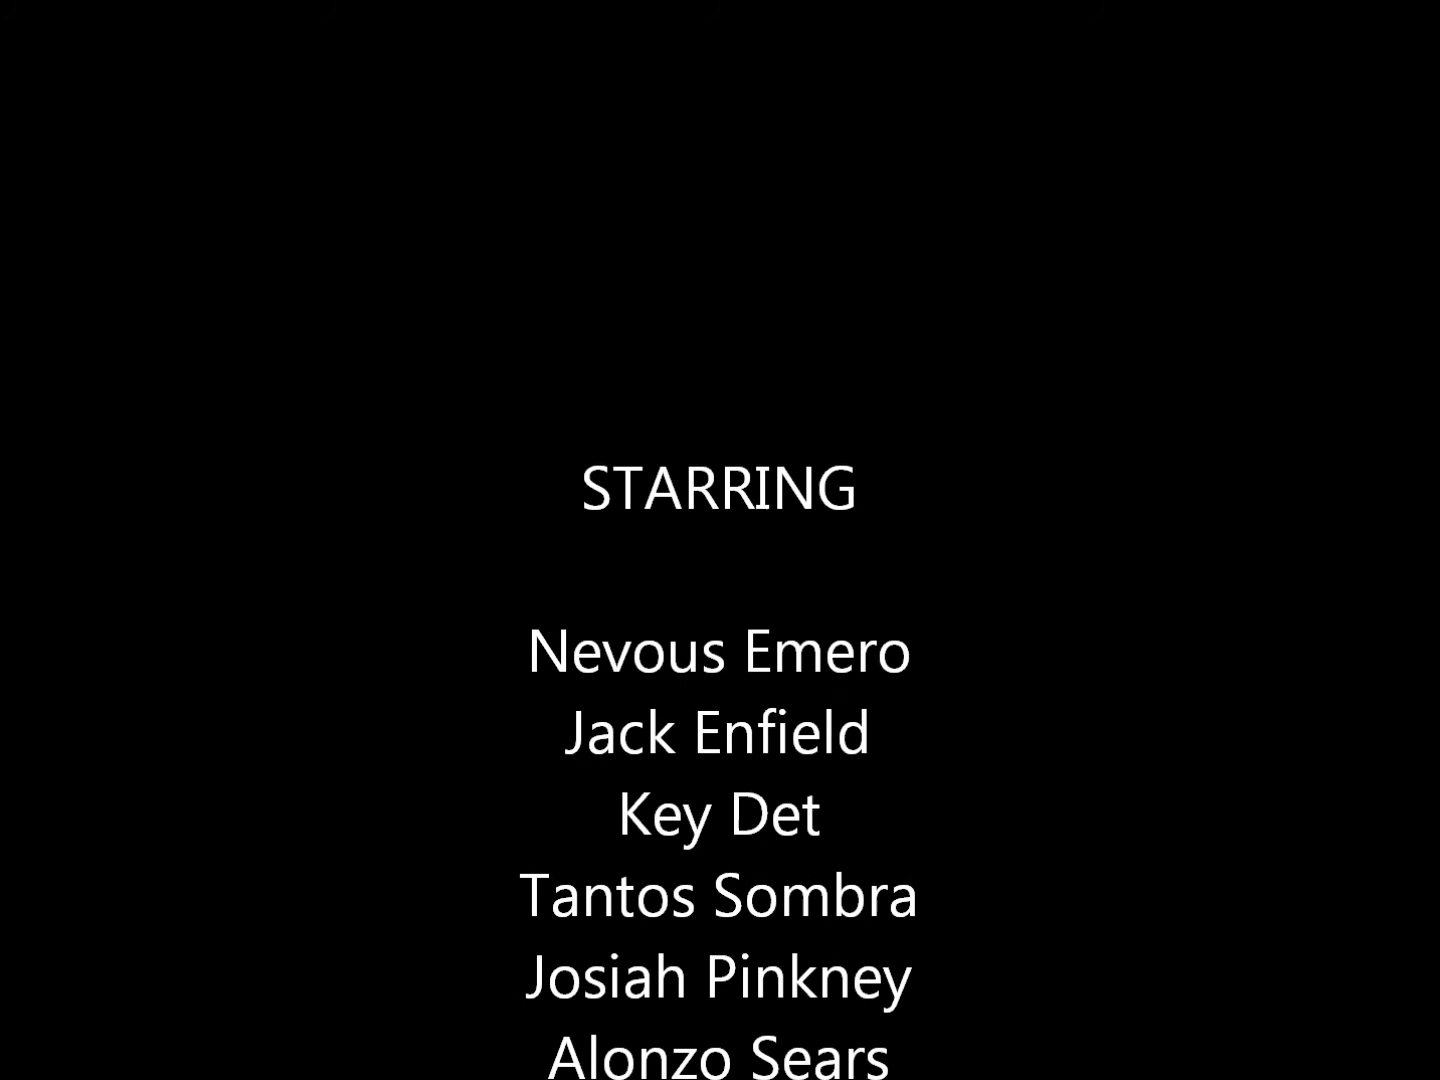 STARRING
Nevous Emero
Jack Enfield
Key Det
Tantos Sombra
Josiah Pinkney
Alonzo Sears